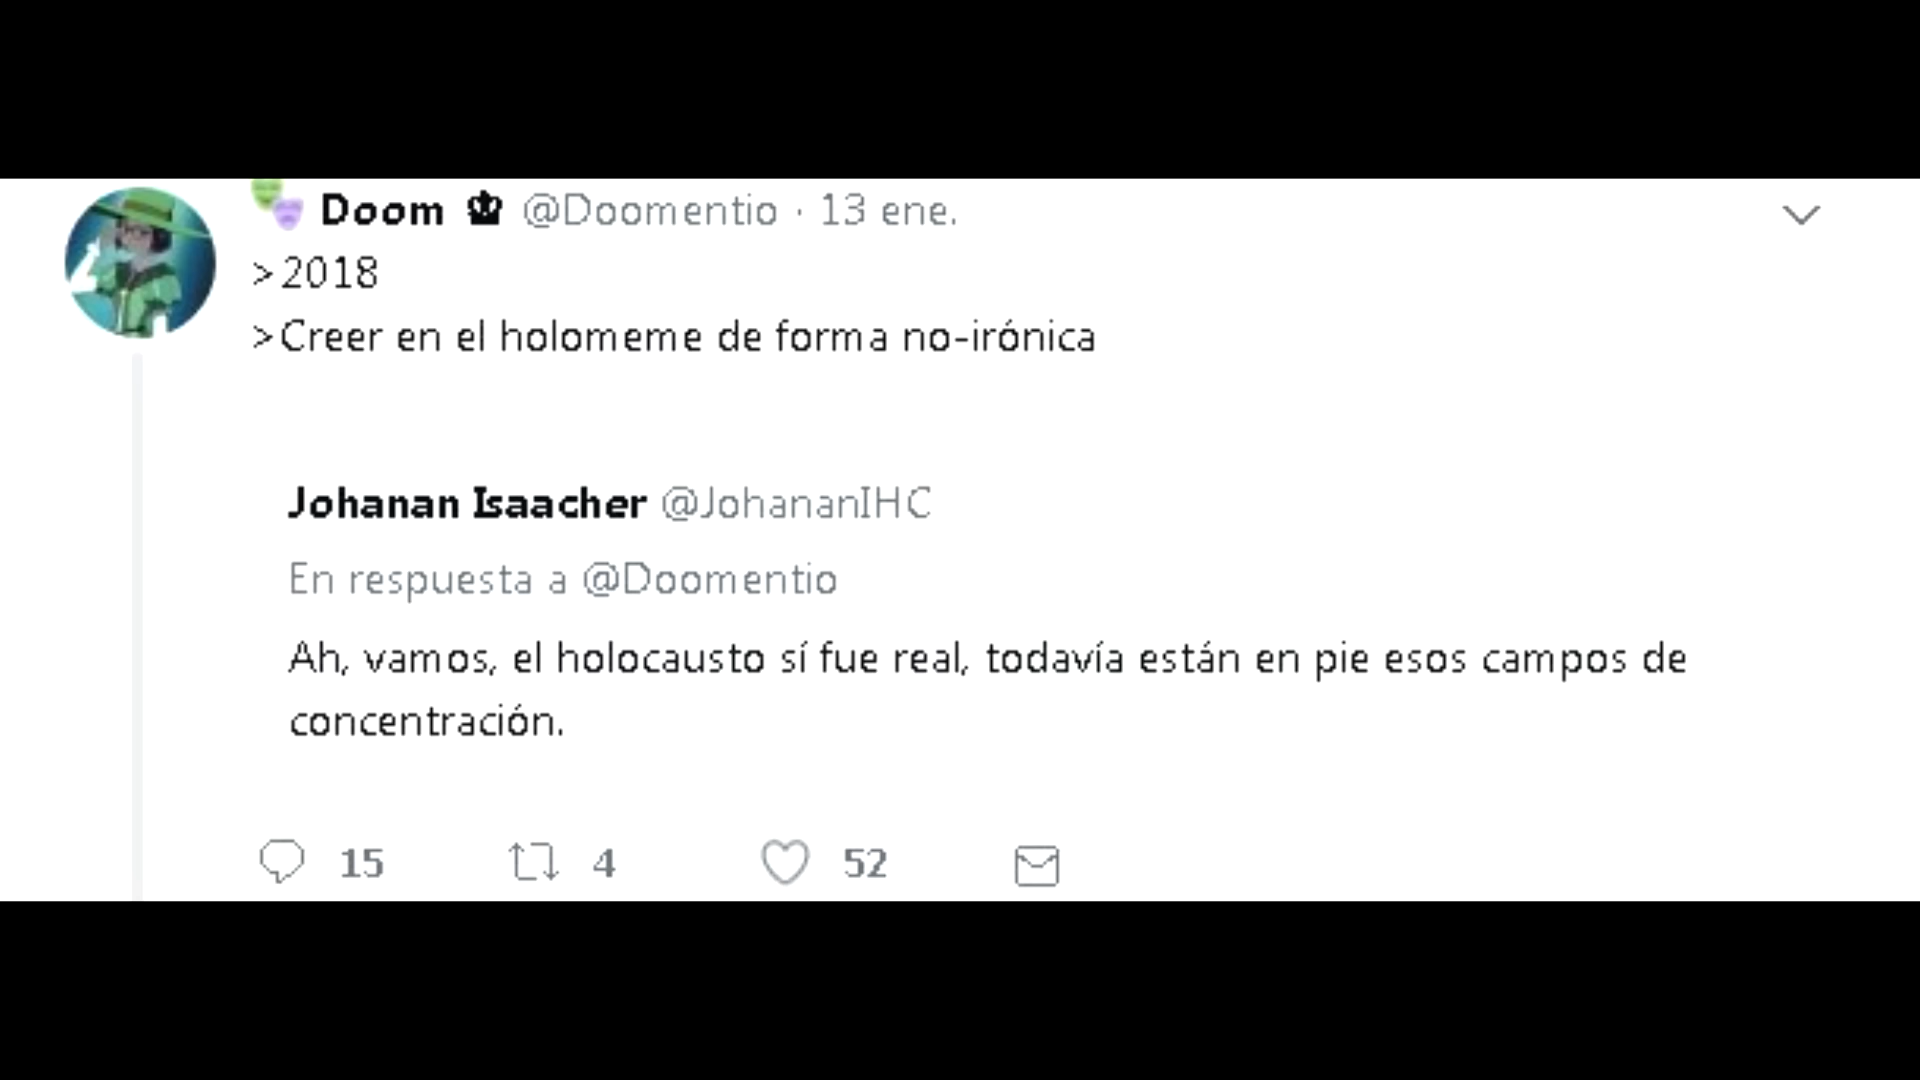 Doom @Doomentio · 13 ene.
>2018
>Creer en el holomeme de forma no-irónica
Johanan Isaacher @JohananIHC
En respuesta a @Doomentio
Ah, vamos, el holocausto sí fue real, todavía están en pie esos campos de
concentración.
15 4 52